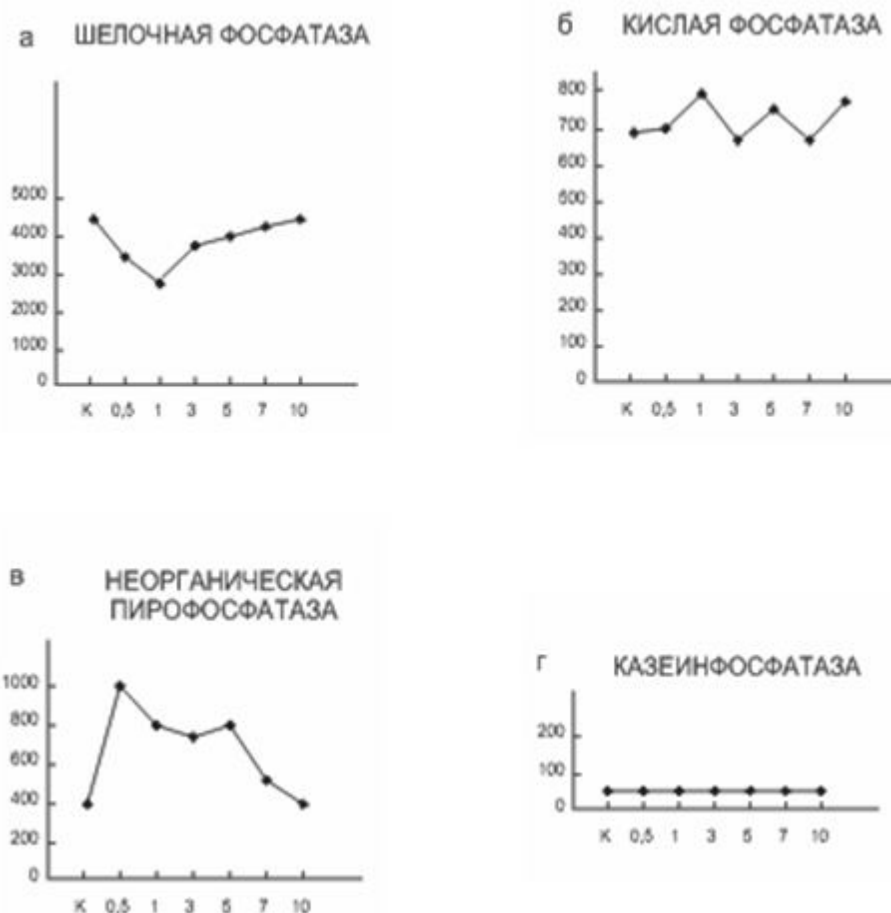 а ШЕЛОЧНАЯ ФОСФАТАЗА
5000
4000
3000
2000
1000
0
К 0,5 1 3 5 7 10
б КИСЛАЯ ФОСФАТАЗА
800
700
600
500
400
300
200
100
0
К 0,5 1 3 5 7 10
в НЕОРГАНИЧЕСКАЯ
ПИРОФОСФАТАЗА
1000
800
600
400
200
0
К 0,5 1 3 5 7 10
г КАЗЕИНФОСФАТАЗА
200
100
0
К 0,5 1 3 5 7 10